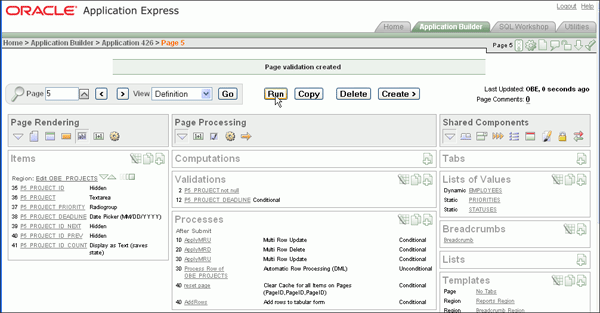 ORACLE
Application Express
Logout Help
Home Application Builder SQL Workshop Utilities
Home > Application Builder > Application 426 > Page 5
Page 5
Page validation created
Page 5 View Definition Go Run Copy Delete Create >
Last Updated: OBE, 0 seconds ago
Page Comments: 0
Page Rendering
Items
Region: Edit OBE_PROJECTS
35 P5_PROJECT_ID Hidden
36 P5_PROJECT Textarea
37 P5_PROJECT_PRIORITY Radiogroup
38 P5_PROJECT_DEADLINE Date Picker (MM/DD/YYYY)
39 P5_PROJECT_ID_NEXT Hidden
40 P5_PROJECT_ID_PREV Hidden
41 P5_PROJECT_ID_COUNT Display as Text (saves
state)
Page Processing
Computations
Validations
2 P5_PROJECT not null
12 P5_PROJECT_DEADLINE Conditional
Processes
After Submit
10 ApplyMRU Multi Row Update Conditional
20 ApplyMRD Multi Row Delete Conditional
30 ApplyMRU Multi Row Update Conditional
30 Process Row of Automatic Row Processing (DML) Unconditional
OBE_PROJECTS
40 reset page Clear Cache for all Items on Pages Conditional
(PageID,PageID,PageID)
40 AddRows Add rows to tabular form Conditional
Shared Components
Tabs
Lists of Values
Dynamic EMPLOYEES
Static PRIORITIES
Static STATUSES
Breadcrumbs
Breadcrumb
Lists
Templates
Page No Tabs
Region Reports Region
Region Breadcrumb Region